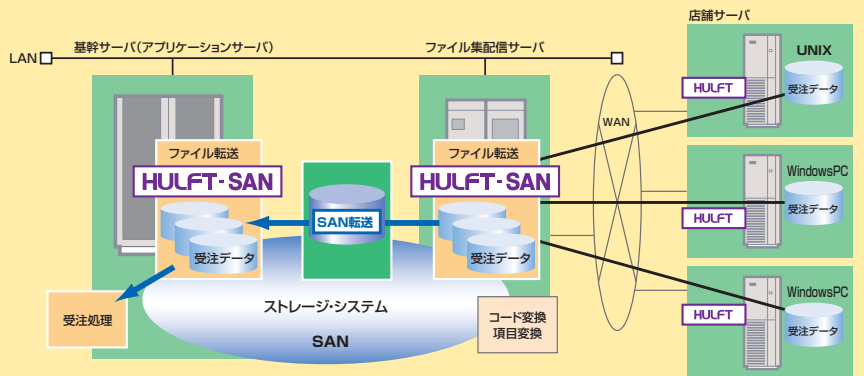 店舗サーバ
基幹サーバ(アプリケーションサーバ)
ファイル集配信サーバ
LAN
UNIX
HULFT
受注データ
WAN
ファイル転送
HULFT-SAN
受注データ
SAN転送
ファイル転送
HULFT-SAN
受注データ
WindowsPC
HULFT
受注データ
WindowsPC
HULFT
受注データ
受注処理
ストレージ・システム
SAN
コード変換
項目変換